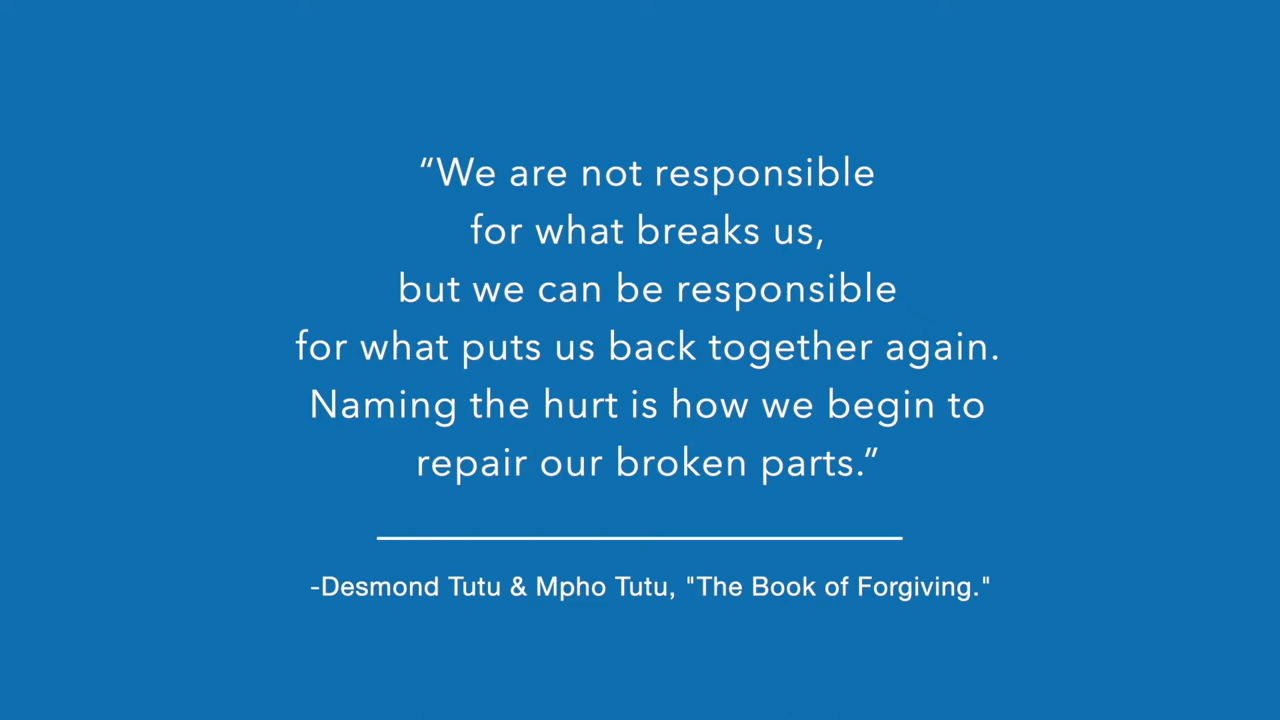 “We are not responsible
for what breaks us,
but we can be responsible
for what puts us back together again.
Naming the hurt is how we begin to
repair our broken parts.”
-Desmond Tutu & Mpho Tutu, "The Book of Forgiving."